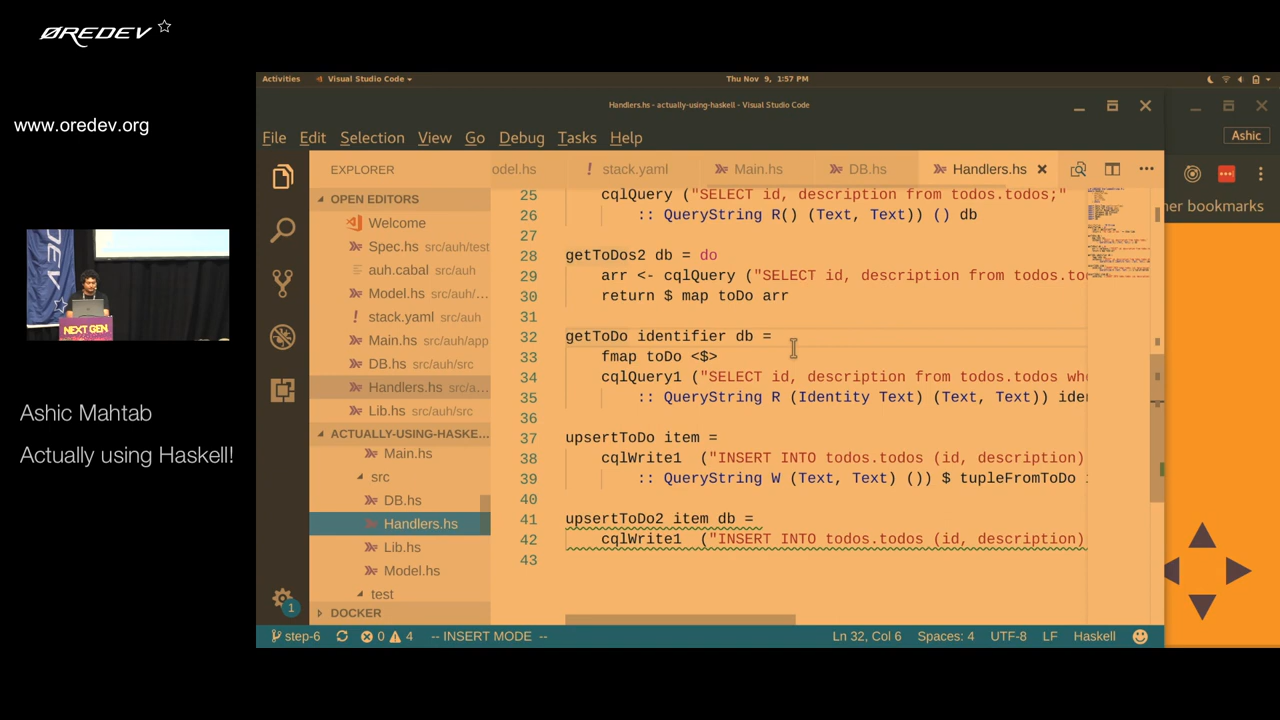 ØREDEV
www.oredev.org
Ashic Mahtab
Actually using Haskell!
NEXT GEN
Activities
Visual Studio Code
Thu Nov 9, 1:57 PM
Handlers.hs - actually-using-haskell - Visual Studio Code
Ashic
File Edit Selection View Go Debug Tasks Help
EXPLORER
odel.hs
! stack.yaml
Main.hs
DB.hs
Handlers.hs
her bookmarks
OPEN EDITORS
Welcome
Spec.hs src/auh/test
auh.cabal src/auh
Model.hs src/auh/...
! stack.yaml src/auh
Main.hs src/auh/app
DB.hs src/auh/src
Handlers.hs src/a...
Lib.hs src/auh/src
ACTUALLY-USING-HASKE...
Main.hs
src
DB.hs
Handlers.hs
Lib.hs
Model.hs
test
DOCKER
25 cqlQuery ("SELECT id, description from todos.todos;"
26 :: QueryString R() (Text, Text)) () db
27
28 getToDos2 db = do
29 arr <- cqlQuery ("SELECT id, description from todos.to
30 return $ map toDo arr
31
32 getToDo identifier db =
33 fmap toDo <$>
34 cqlQuery1 ("SELECT id, description from todos.todos wh
35 :: QueryString R (Identity Text) (Text, Text)) ide
36
37 upsertToDo item =
38 cqlWrite1 ("INSERT INTO todos.todos (id, description)
39 :: QueryString W (Text, Text) ()) $ tupleFromToDo
40
41 upsertToDo2 item db =
42 cqlWrite1 ("INSERT INTO todos.todos (id, description)
43
1
step-6 0 4 -- INSERT MODE -- Ln 32, Col 6 Spaces: 4 UTF-8 LF Haskell